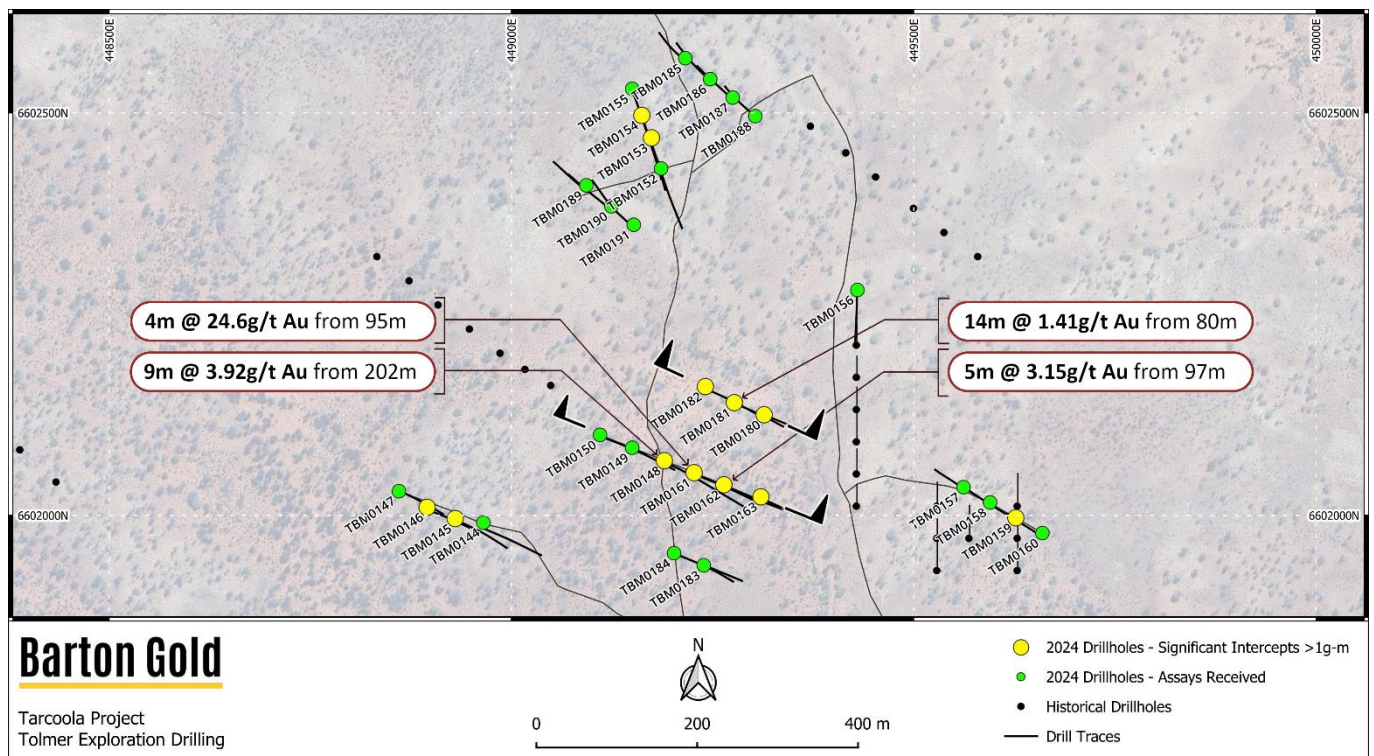 448500E
449000E
449500E
450000E
6602500N
6602500N
TBM0185
TBM0155
TBM0186
TBM0154
TBM0187
TBM0153
TBM0188
TBM0152
TBM0189
TBM0190
TBM0191
TBM0156
4m @ 24.6g/t Au from 95m
14m @ 1.41g/t Au from 80m
9m @ 3.92g/t Au from 202m
5m @ 3.15g/t Au from 97m
TBM0182
TBM0181
TBM0180
TBM0150
TBM0149
TBM0148
TBM0161
TBM0162
TBM0163
TBM0147
TBM0146
TBM0145
TBM0144
TBM0157
TBM0158
TBM0159
TBM0160
6602000N
6602000N
TBM0184
TBM0183
Barton Gold
Tarcoola Project
Tolmer Exploration Drilling
N
0 200 400 m
2024 Drillholes - Significant Intercepts >1g-m
2024 Drillholes - Assays Received
Historical Drillholes
Drill Traces